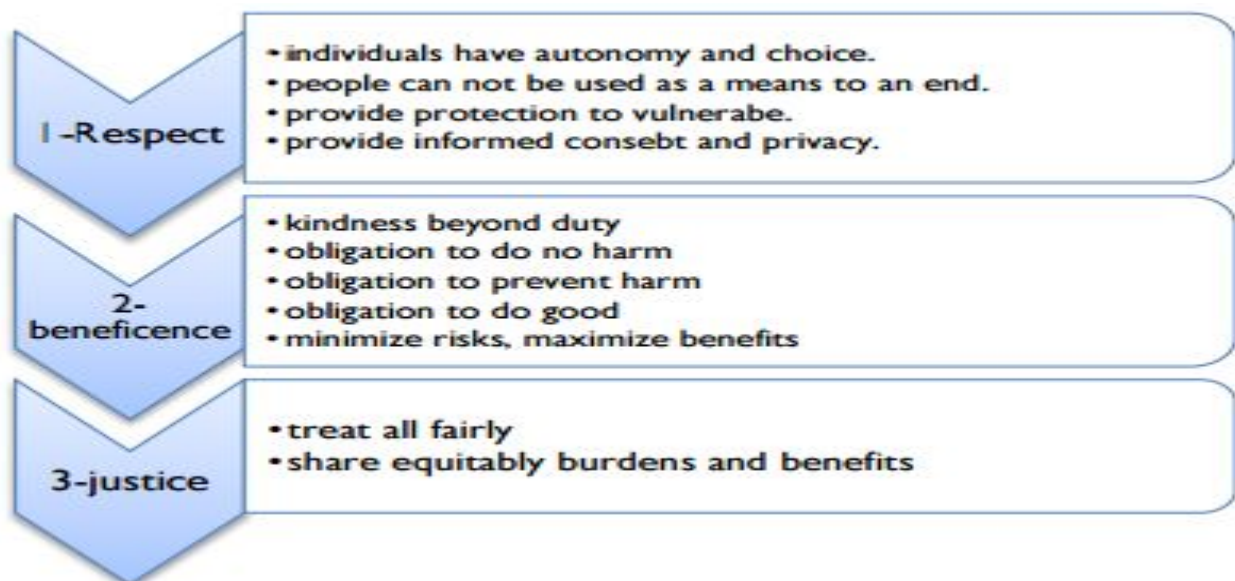 1-Respect
•individuals have autonomy and choice.
•people can not be used as a means to an end.
•provide protection to vulnerabe.
•provide informed consebt and privacy.
2-
beneficence
•kindness beyond duty
•obligation to do no harm
•obligation to prevent harm
•obligation to do good
•minimize risks, maximize benefits
3-justice
•treat all fairly
•share equitably burdens and benefits